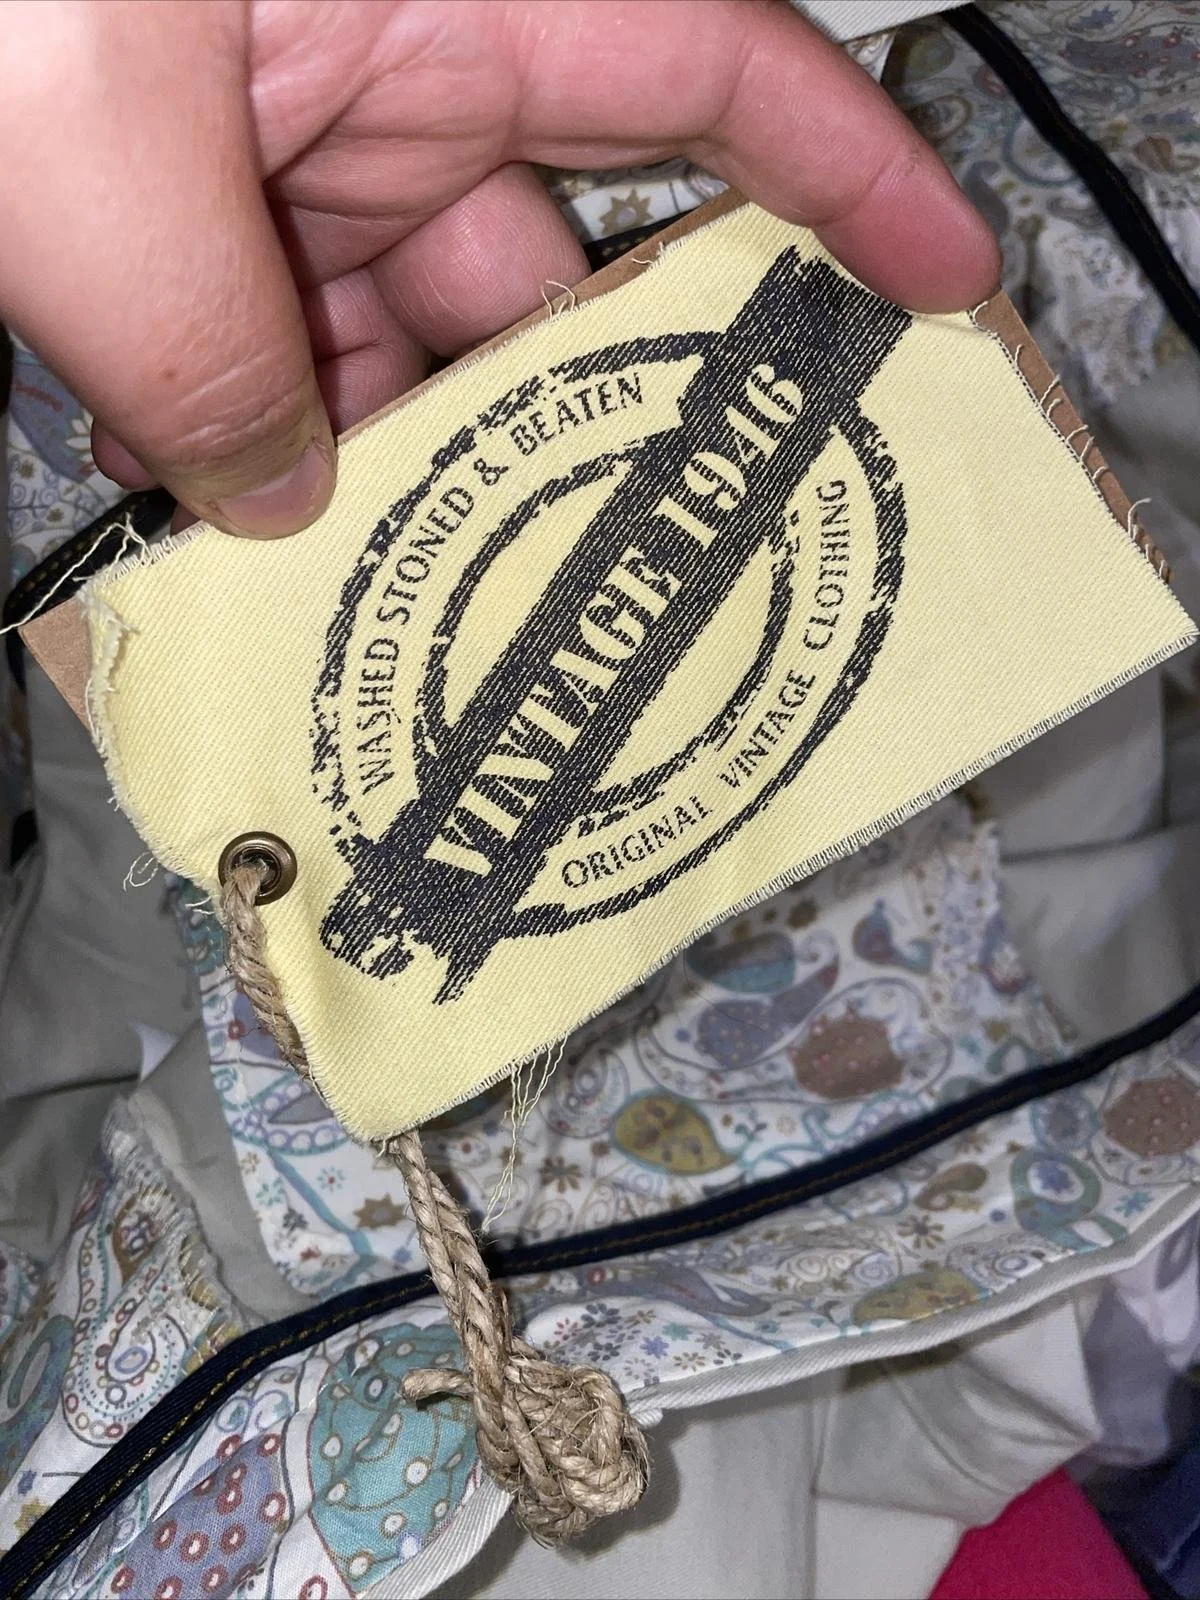 WASHED STONED & BEATEN
VINTAGE 1946
ORIGINAL VINTAGE CLOTHING